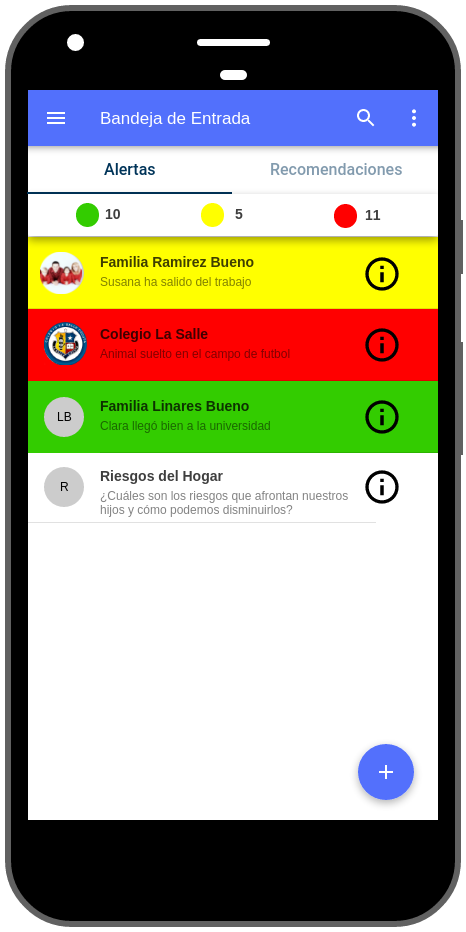 Bandeja de Entrada
Alertas
Recomendaciones
10
5
11
Familia Ramirez Bueno
Susana ha salido del trabajo
Colegio La Salle
Animal suelto en el campo de futbol
LB
Familia Linares Bueno
Clara llegó bien a la universidad
R
Riesgos del Hogar
¿Cuáles son los riesgos que afrontan nuestros
hijos y cómo podemos disminuirlos?